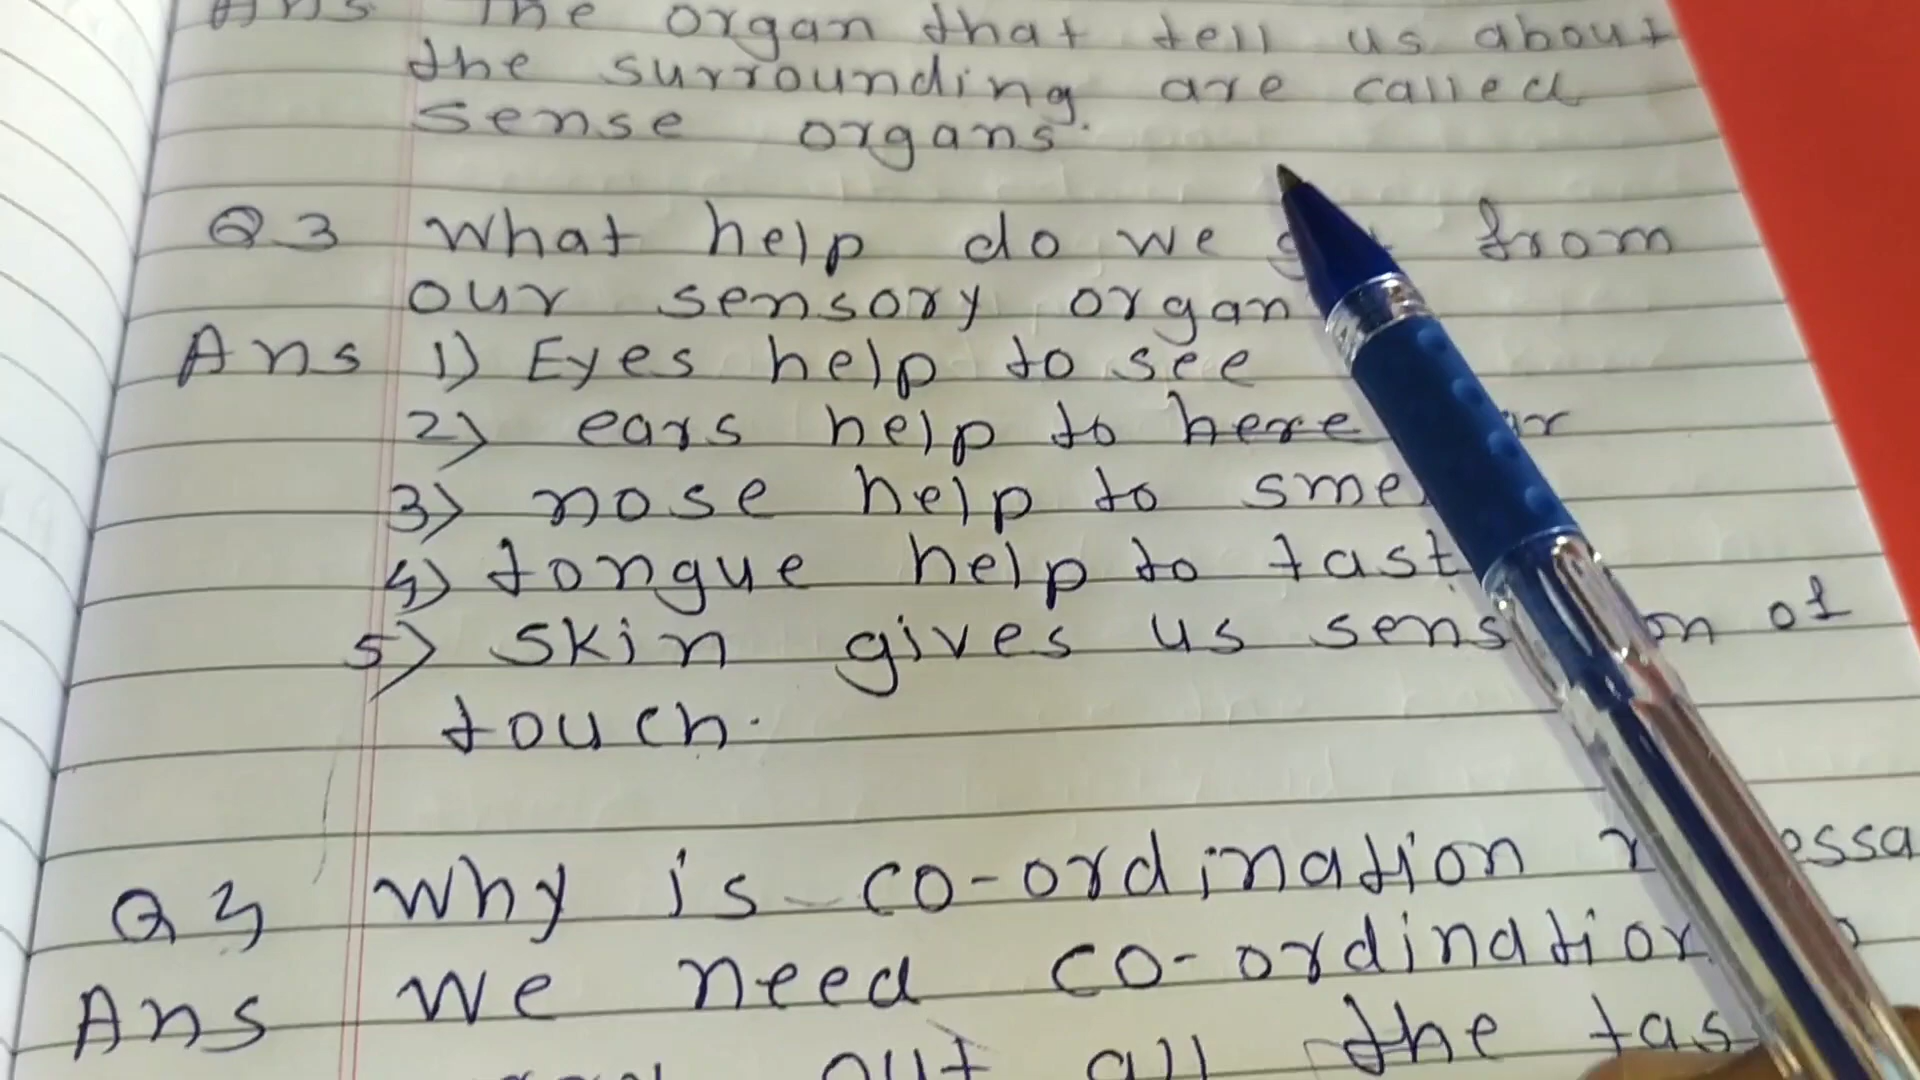 Ans The organ that tell us about
the surrounding are called
sense organs.
Q3 What help do we from
our sensory organ
Ans 1) Eyes help to see
2) ears help to here
3) nose help to
4) tongue help to
5) skin gives us of
touch.
Q4 Why is co-ordination
Ans We need co-ordination
out all the